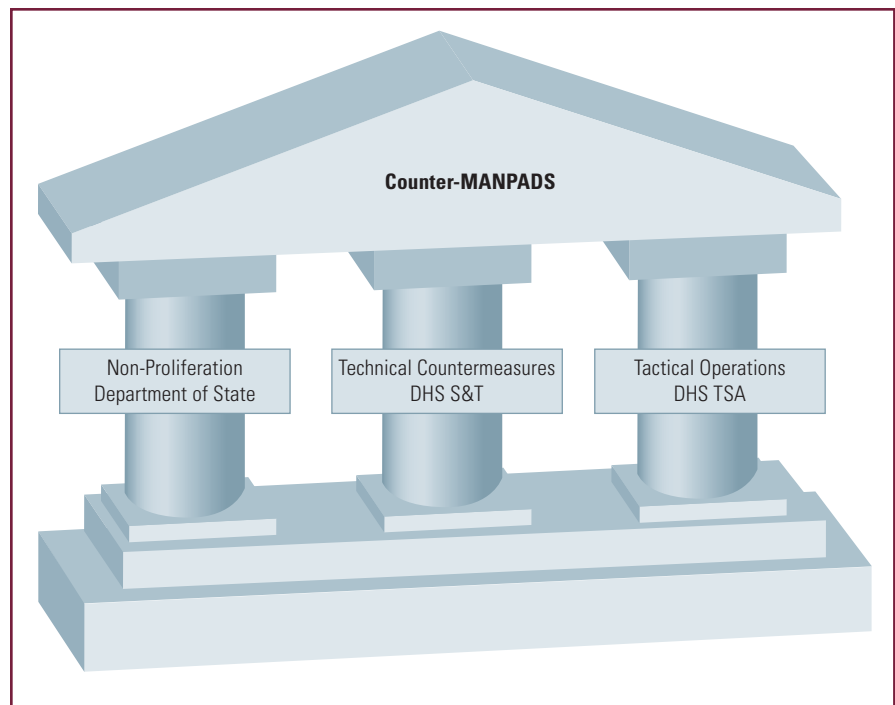 Counter-MANPADS
Non-Proliferation
Department of State
Technical Countermeasures
DHS S&T
Tactical Operations
DHS TSA